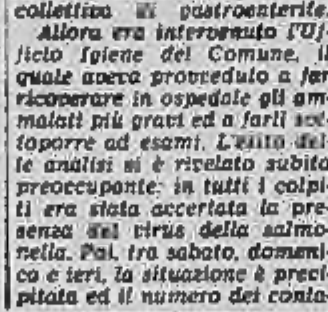 collettiva di gastroenterite.
Allora era intervenuto l'Uf-
ficio Igiene del Comune, il
quale aveva provveduto a far
ricoverare in ospedale gli am-
malati più gravi ed a farli sot-
toporre ad esami. L'esito del-
le analisi si è rivelato subito
preoccupante: in tutti i colpi-
ti era stata accertata la pre-
senza del virus della salmo-
nella. Poi, tra sabato, domeni-
ca e ieri, la situazione è preci-
pitata ed il numero dei conta-